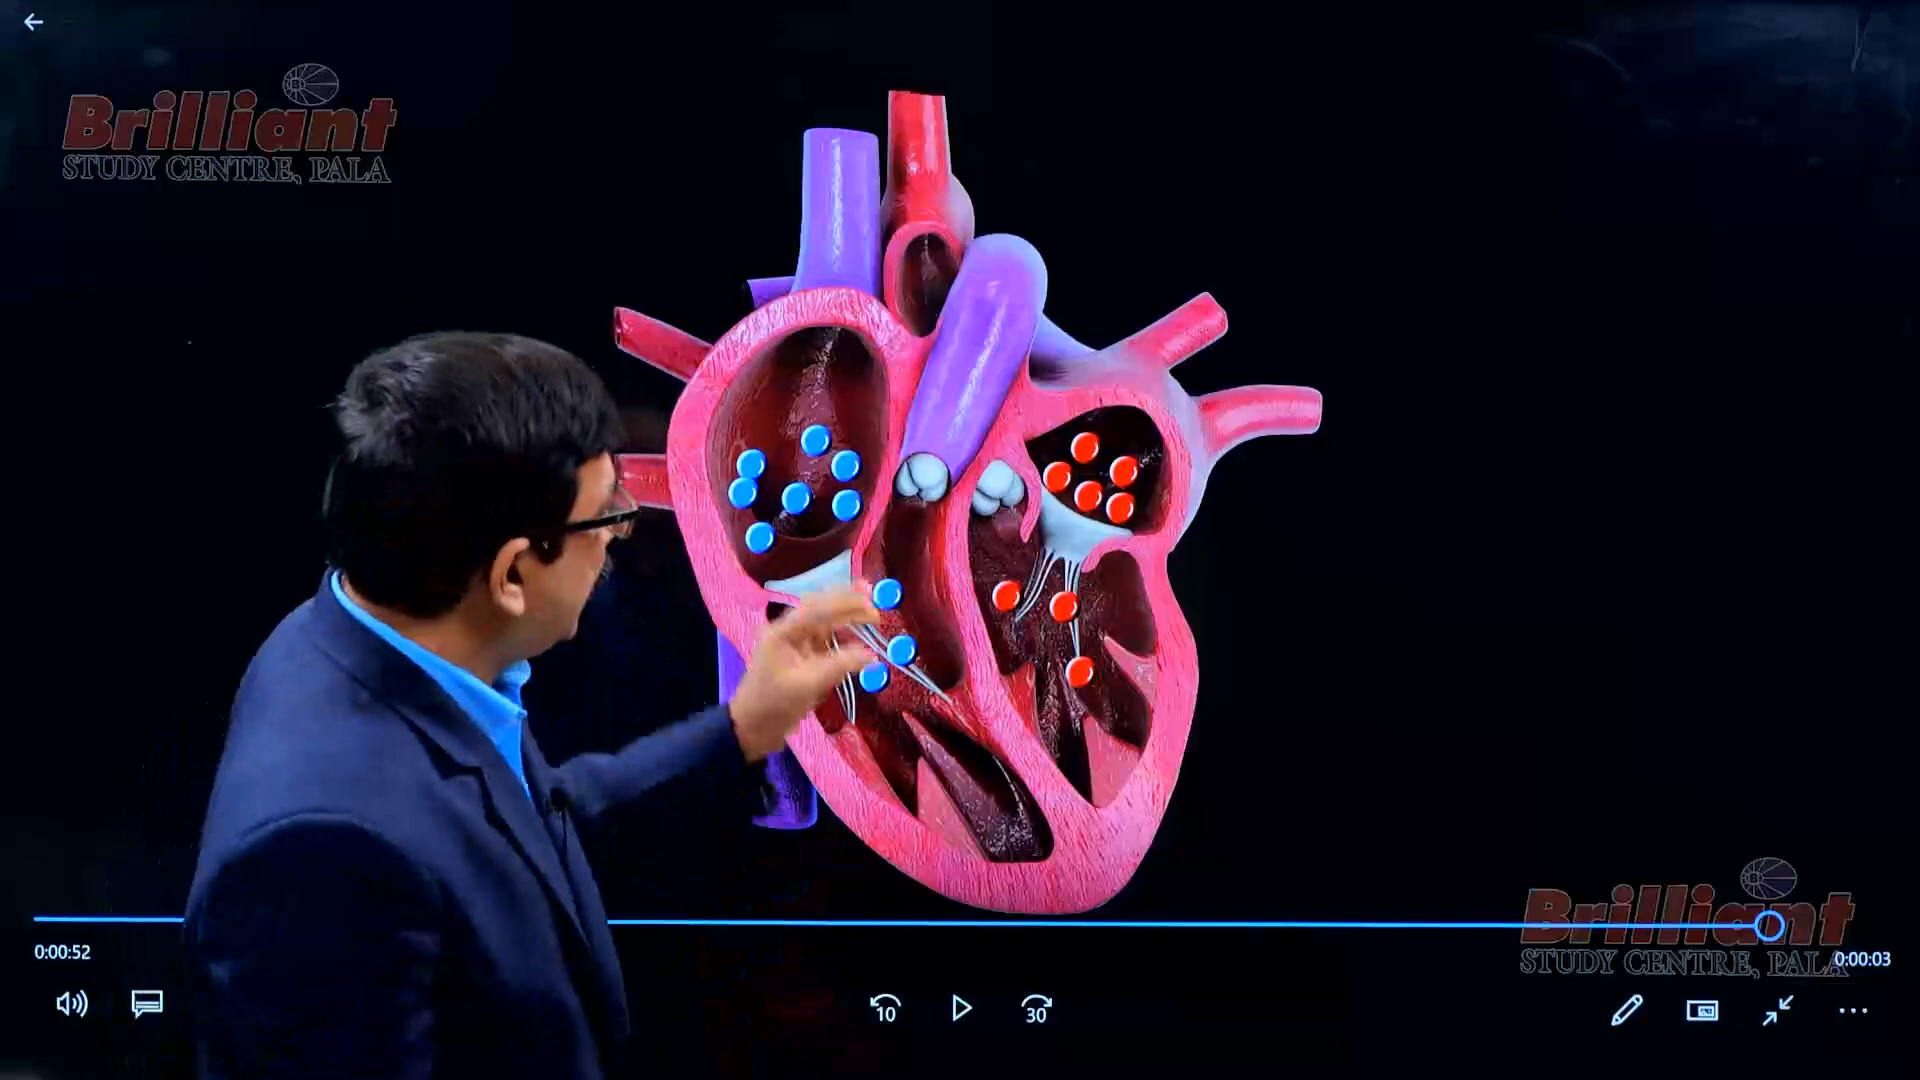 Brilliant
STUDY CENTRE, PALA
Brilliant
STUDY CENTRE, PALA
0:00:52
0:00:03
10
30